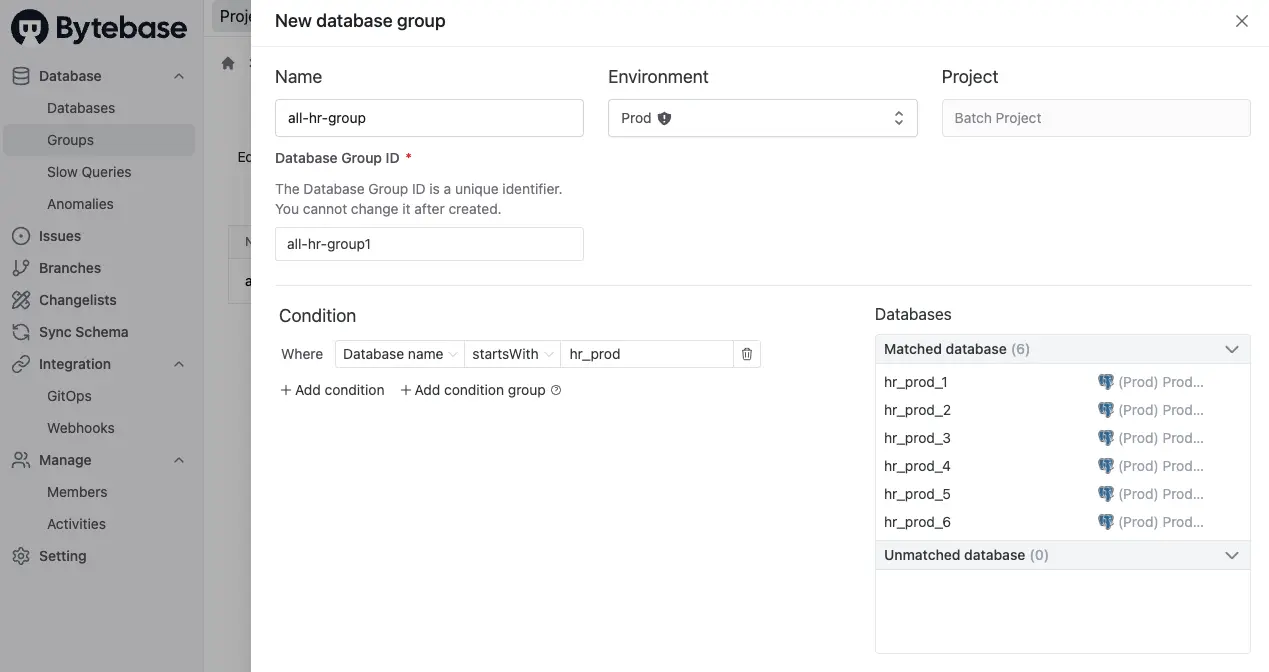 Bytebase
Database
Databases
Groups
Slow Queries
Anomalies
Issues
Branches
Changelists
Sync Schema
Integration
GitOps
Webhooks
Manage
Members
Activities
Setting
New database group
Name
Environment
Project
all-hr-group
Prod
Batch Project
Database Group ID *
The Database Group ID is a unique identifier.
You cannot change it after created.
all-hr-group1
Condition
Where Database name startsWith hr_prod
+ Add condition + Add condition group
Databases
Matched database (6)
hr_prod_1 (Prod) Prod...
hr_prod_2 (Prod) Prod...
hr_prod_3 (Prod) Prod...
hr_prod_4 (Prod) Prod...
hr_prod_5 (Prod) Prod...
hr_prod_6 (Prod) Prod...
Unmatched database (0)